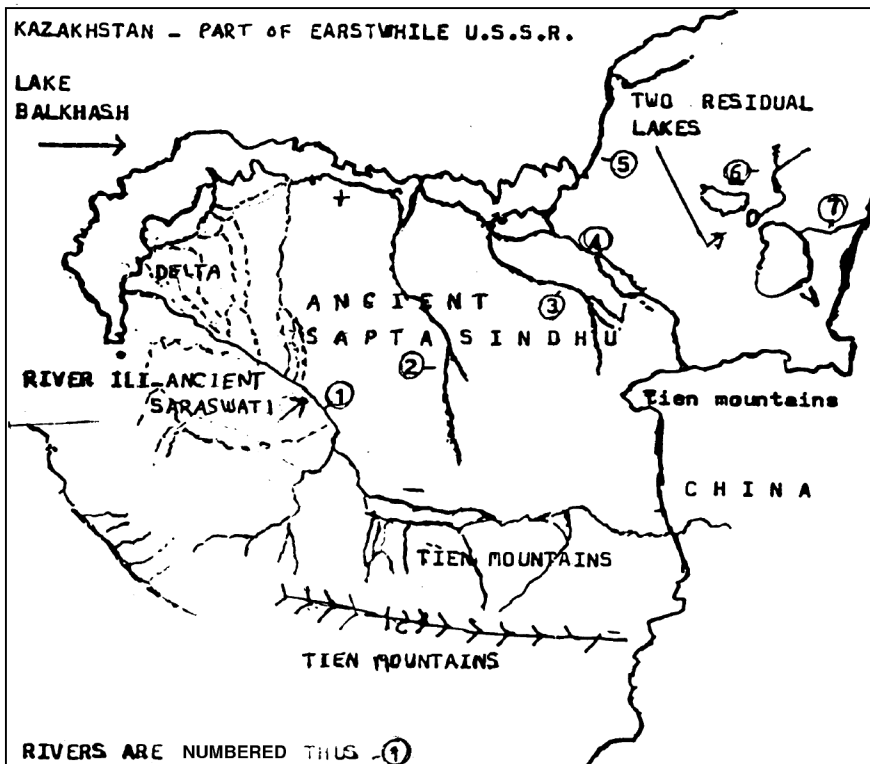 KAZAKHSTAN - PART OF EARSTWHILE U.S.S.R.
LAKE
BALKHASH
TWO RESIDUAL
LAKES
5
6
7
+
4
DELTA
ANCIENT
3
SAPTA SINDHU
2
RIVER ILI-ANCIENT
SARASWATI
1
Tien mountains
CHINA
TIEN MOUNTAINS
TIEN MOUNTAINS
RIVERS ARE NUMBERED THUS - 1